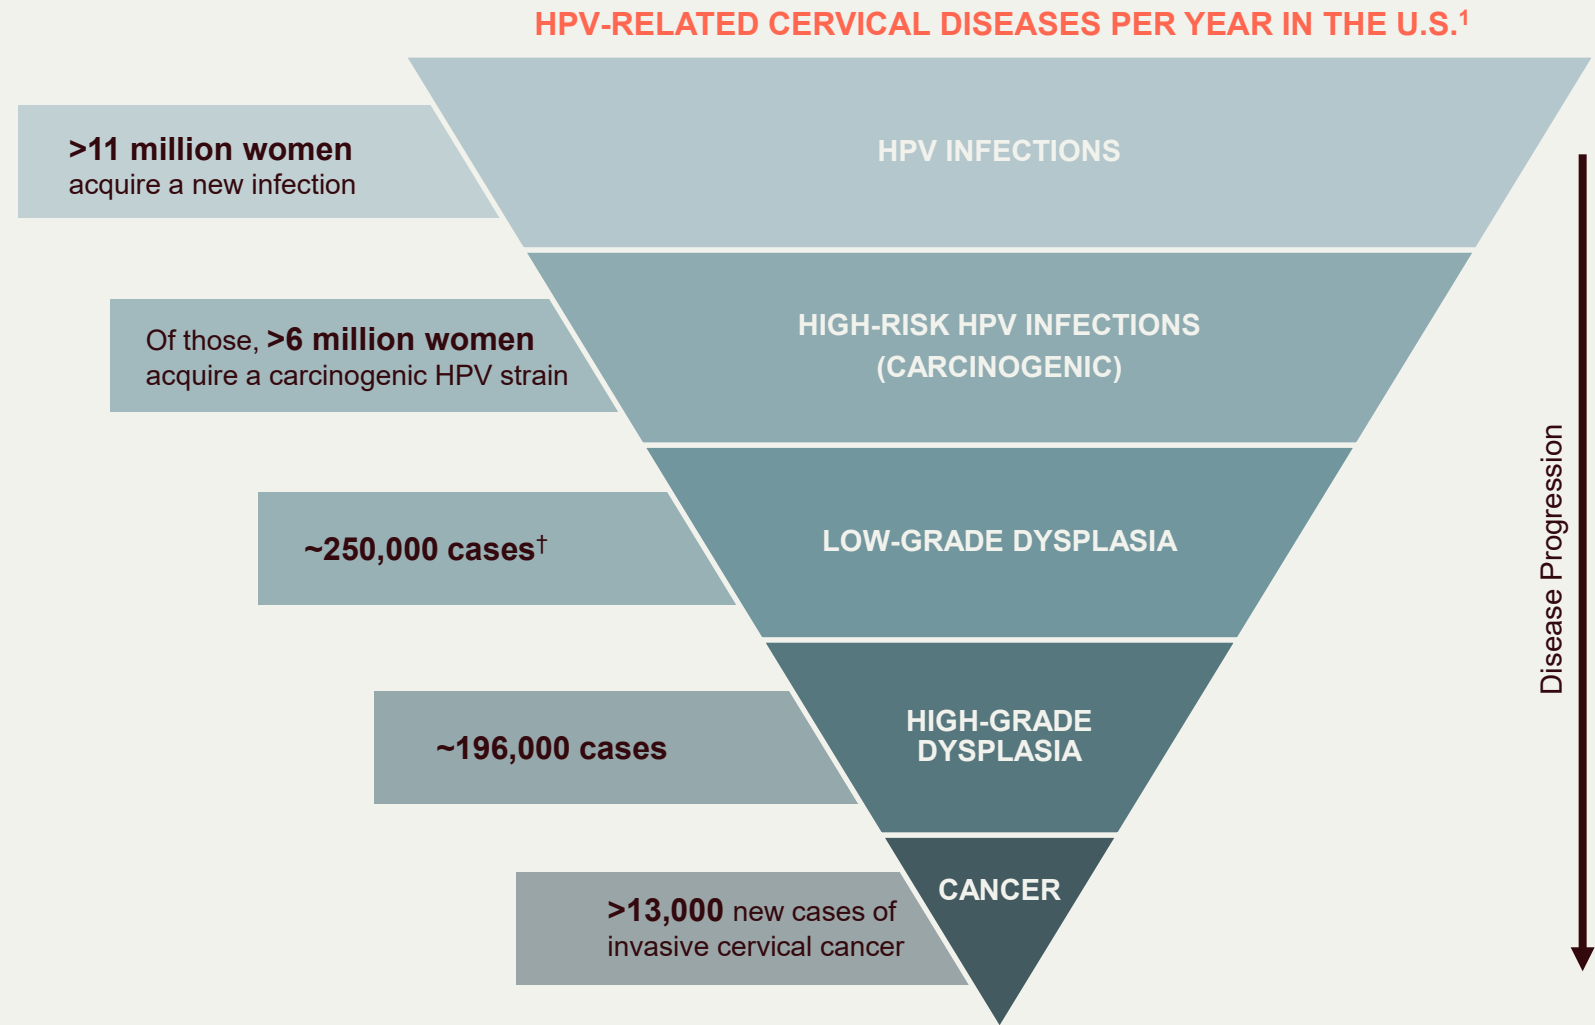 HPV-RELATED CERVICAL DISEASES PER YEAR IN THE U.S.¹
>11 million women
acquire a new infection
HPV INFECTIONS
Of those, >6 million women
acquire a carcinogenic HPV strain
HIGH-RISK HPV INFECTIONS
(CARCINOGENIC)
~250,000 cases†
LOW-GRADE DYSPLASIA
~196,000 cases
HIGH-GRADE
DYSPLASIA
>13,000 new cases of
invasive cervical cancer
CANCER
Disease Progression